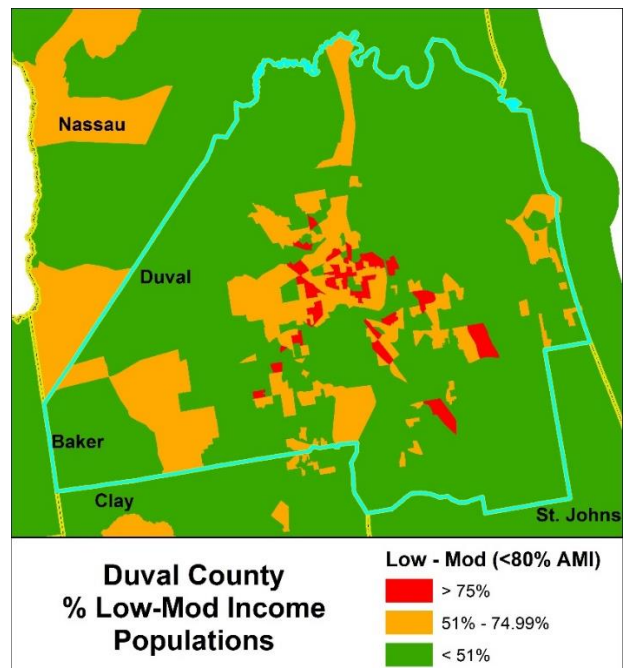 Nassau
Duval
Baker
Clay
St. Johns
Duval County
% Low-Mod Income
Populations
Low - Mod (<80% AMI)
> 75%
51% - 74.99%
< 51%